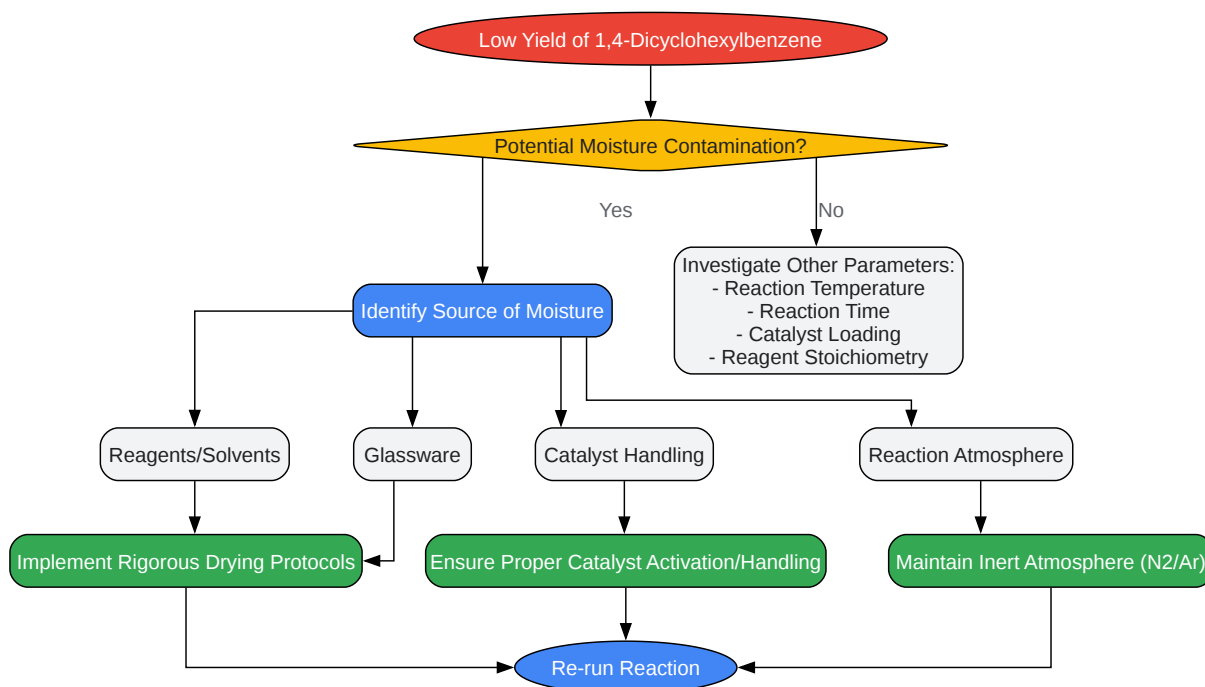 Low Yield of 1,4-Dicyclohexylbenzene
Potential Moisture Contamination?
Yes
No
Investigate Other Parameters:
- Reaction Temperature
- Reaction Time
- Catalyst Loading
- Reagent Stoichiometry
Identify Source of Moisture
Reagents/Solvents
Glassware
Catalyst Handling
Reaction Atmosphere
Implement Rigorous Drying Protocols
Ensure Proper Catalyst Activation/Handling
Maintain Inert Atmosphere (N2/Ar)
Re-run Reaction